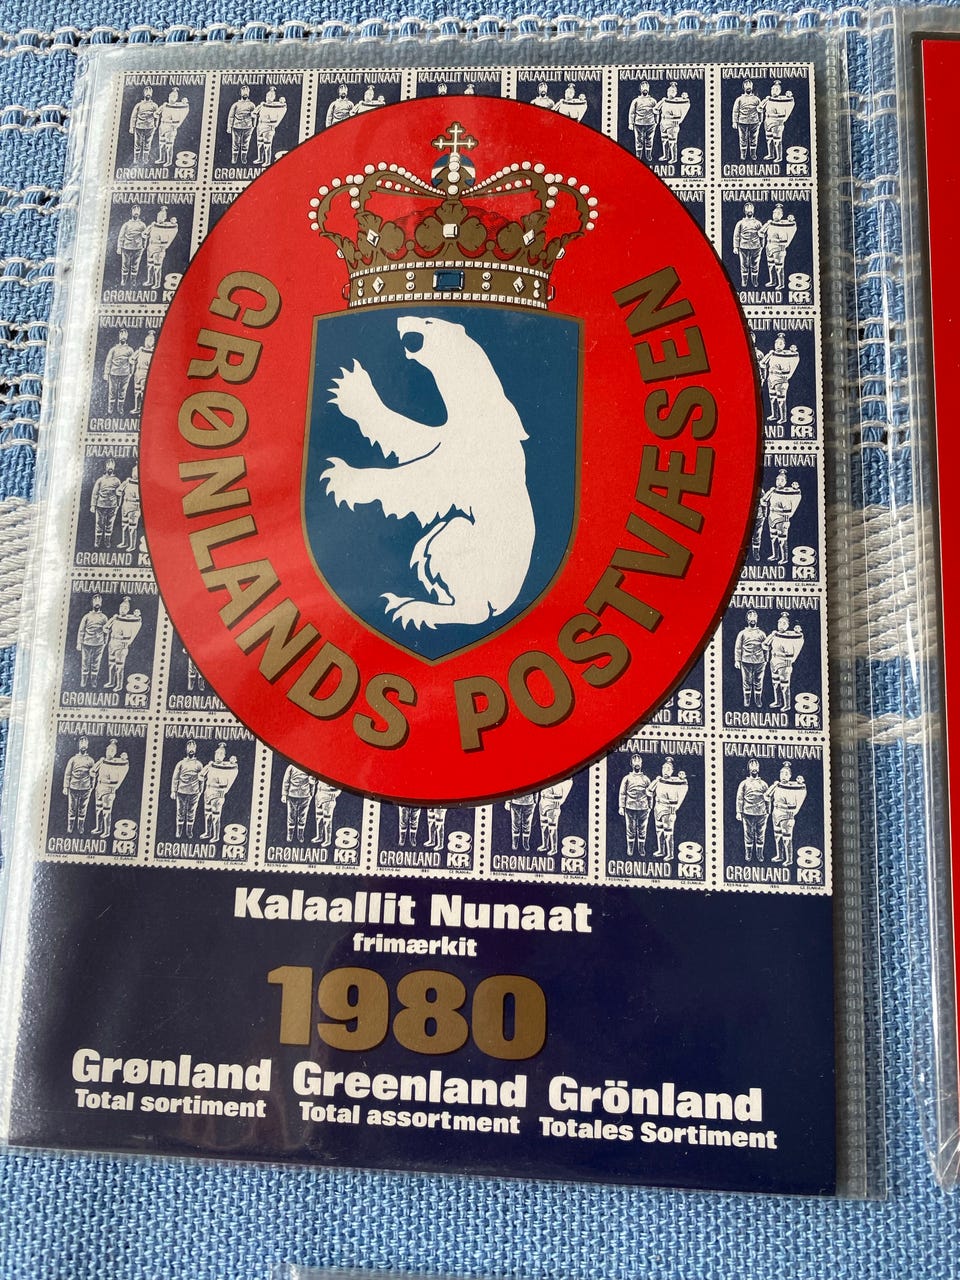 KALAALLIT NUNAAT
GRØNLAND 8 KR
GRØNLANDS POSTVÆSEN
Kalaallit Nunaat
frimærkit
1980
Grønland Greenland Grönland
Total sortiment Total assortment Totales Sortiment